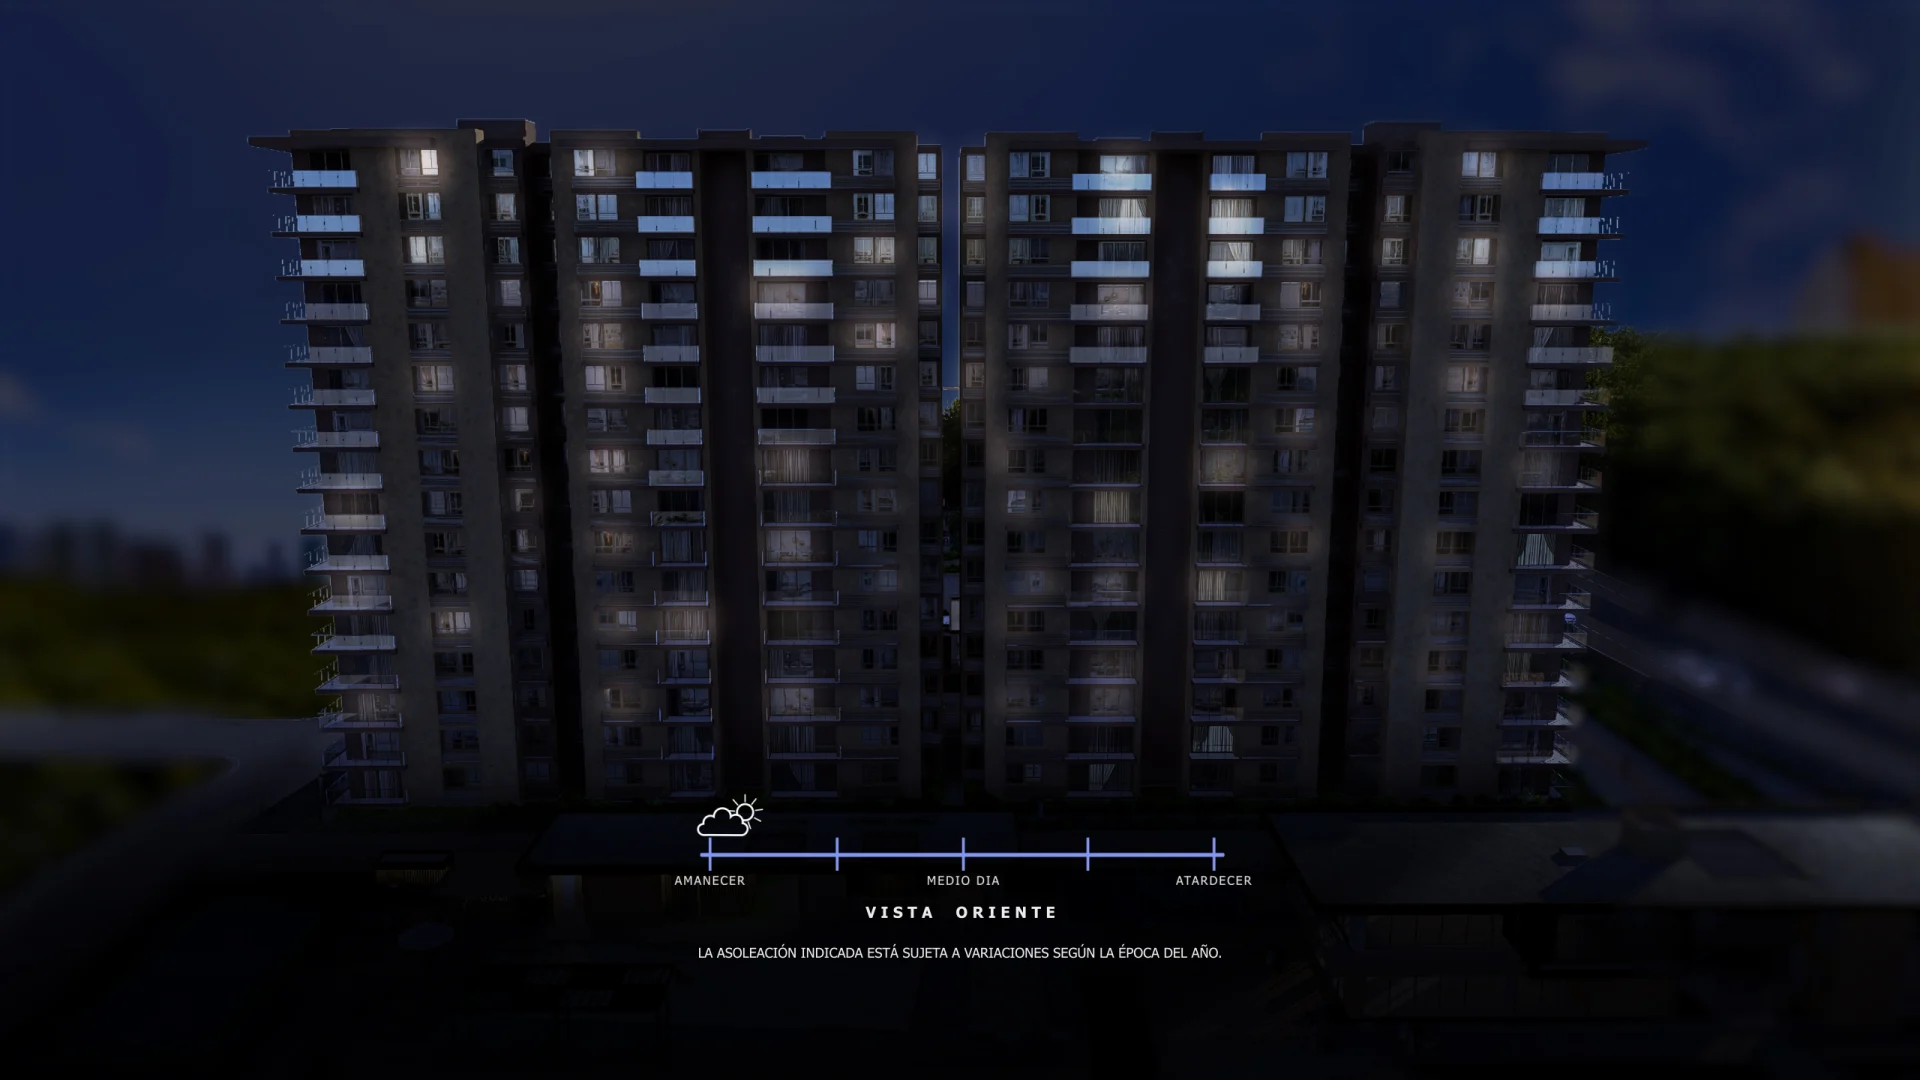 AMANECER MEDIO DIA ATARDECER
VISTA ORIENTE
LA ASOLEACIÓN INDICADA ESTÁ SUJETA A VARIACIONES SEGÚN LA ÉPOCA DEL AÑO.